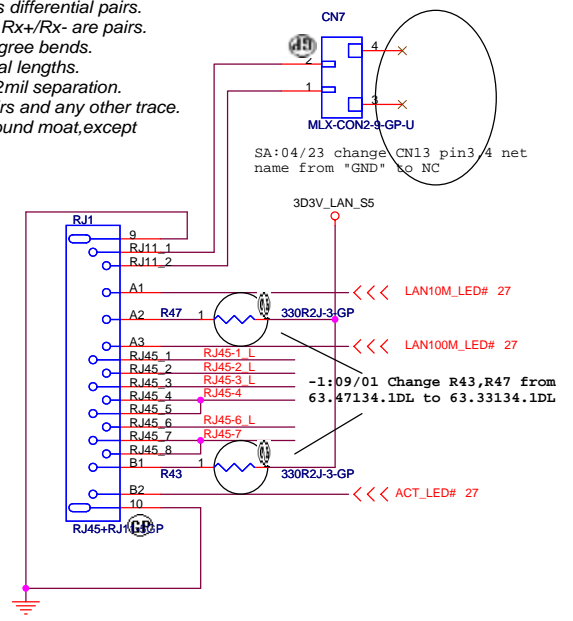 s differential pairs.
Rx+/Rx- are pairs.
gree bends.
al lengths.
2mil separation.
irs and any other trace.
ound moat,except
CN7
GP
2
4
1
3
MLX-CON2-9-GP-U
SA:04/23 change CN13 pin3,4 net
name from "GND" to NC
3D3V_LAN_S5
RJ1
9
RJ11_1
RJ11_2
A1
LAN10M_LED# 27
A2
R47
1
330R2J-3-GP
A3
LAN100M_LED# 27
RJ45_1
RJ45-1_L
RJ45_2
RJ45-2_L
RJ45_3
RJ45-3_L
RJ45_4
RJ45-4
RJ45_5
RJ45_6
RJ45-6_L
RJ45_7
RJ45-7
RJ45_8
-1:09/01 Change R43,R47 from
63.47134.1DL to 63.33134.1DL
B1
R43
1
330R2J-3-GP
B2
ACT_LED# 27
10
GP